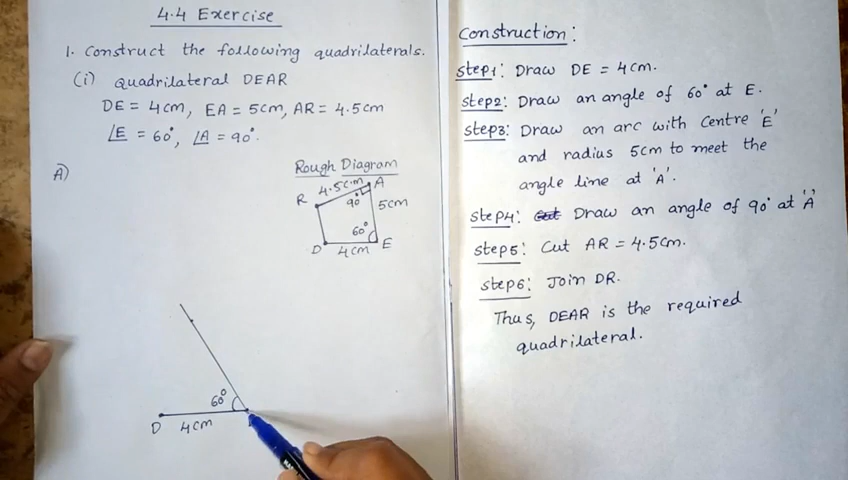 4.4 Exercise
1. Construct the following quadrilaterals.
(i) Quadrilateral DEAR
DE = 4cm, EA = 5cm, AR = 4.5cm
∠E = 60°, ∠A = 90°.
A)
Rough Diagram
4.5cm A
R 90° 5cm
60°
D 4cm E
60°
D 4cm
Construction:
step1: Draw DE = 4cm.
step2: Draw an angle of 60° at E.
step3: Draw an arc with centre 'E'
and radius 5cm to meet the
angle line at 'A'.
step4: Draw an angle of 90° at 'A'
step5: Cut AR = 4.5cm.
step6: Join DR.
Thus, DEAR is the required
quadrilateral.